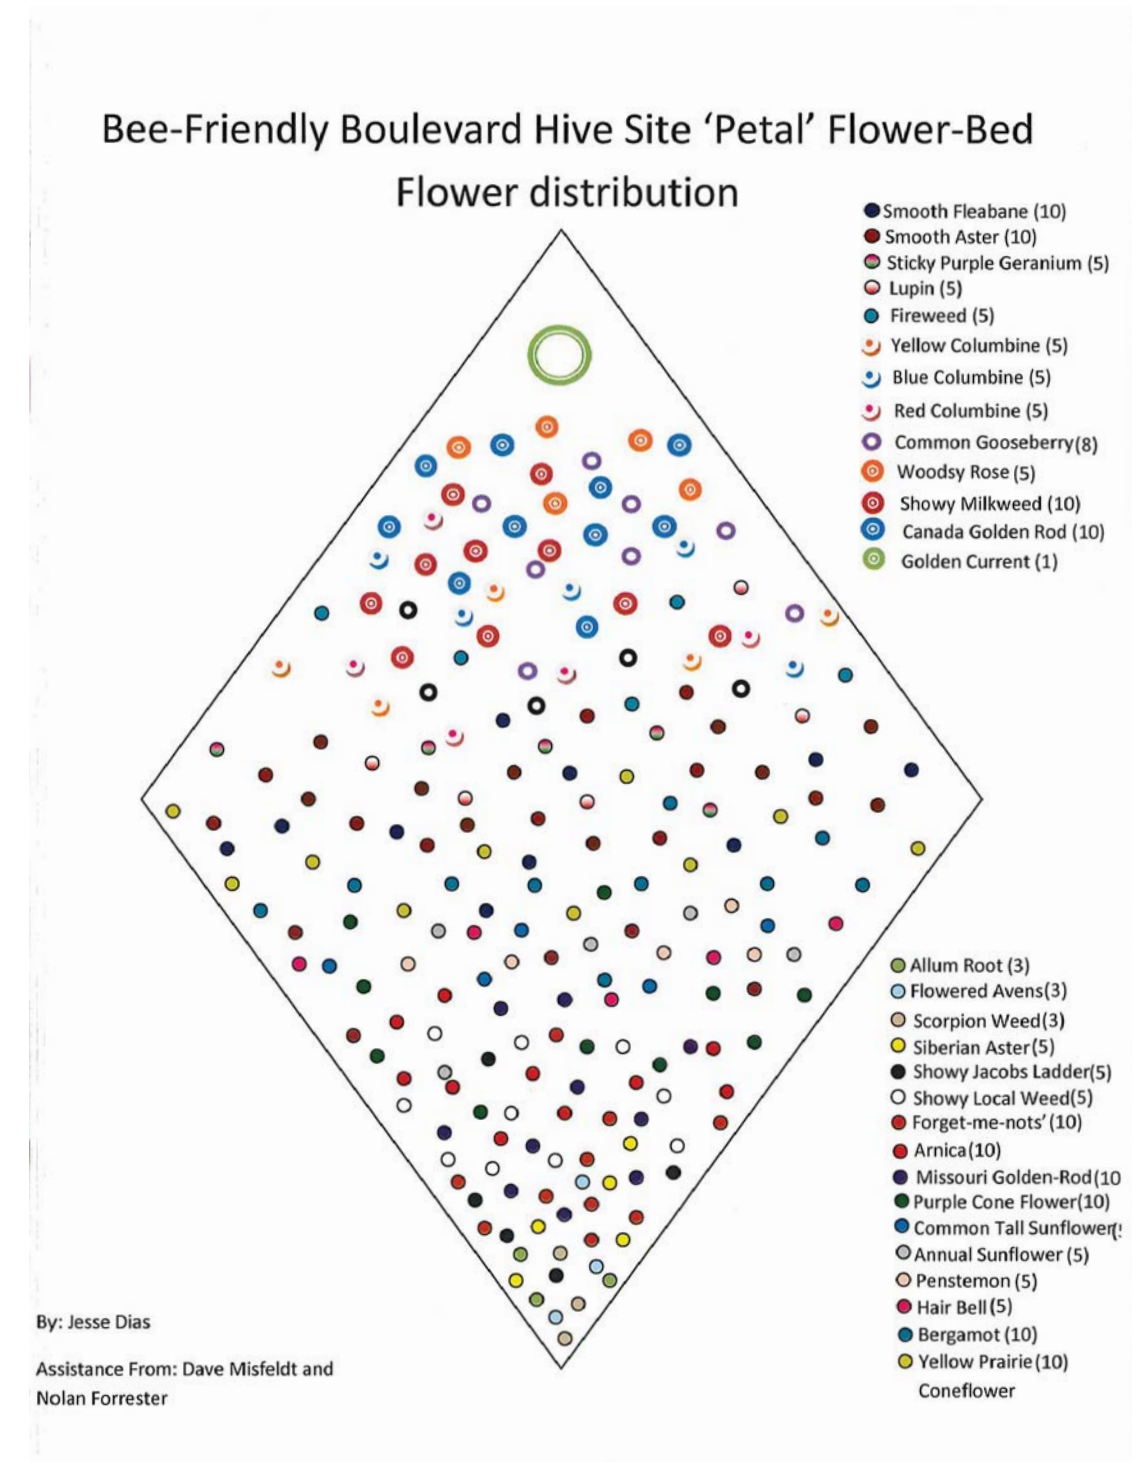 Bee-Friendly Boulevard Hive Site ‘Petal’ Flower-Bed
Flower distribution
Smooth Fleabane (10)
Smooth Aster (10)
Sticky Purple Geranium (5)
Lupin (5)
Fireweed (5)
Yellow Columbine (5)
Blue Columbine (5)
Red Columbine (5)
Common Gooseberry(8)
Woodsy Rose (5)
Showy Milkweed (10)
Canada Golden Rod (10)
Golden Current (1)
Allum Root (3)
Flowered Avens(3)
Scorpion Weed(3)
Siberian Aster(5)
Showy Jacobs Ladder(5)
Showy Local Weed(5)
Forget-me-nots’ (10)
Arnica(10)
Missouri Golden-Rod(10
Purple Cone Flower(10)
Common Tall Sunflower(
Annual Sunflower (5)
Penstemon (5)
Hair Bell(5)
Bergamot (10)
Yellow Prairie(10)
Coneflower
By: Jesse Dias
Assistance From: Dave Misfeldt and
Nolan Forrester